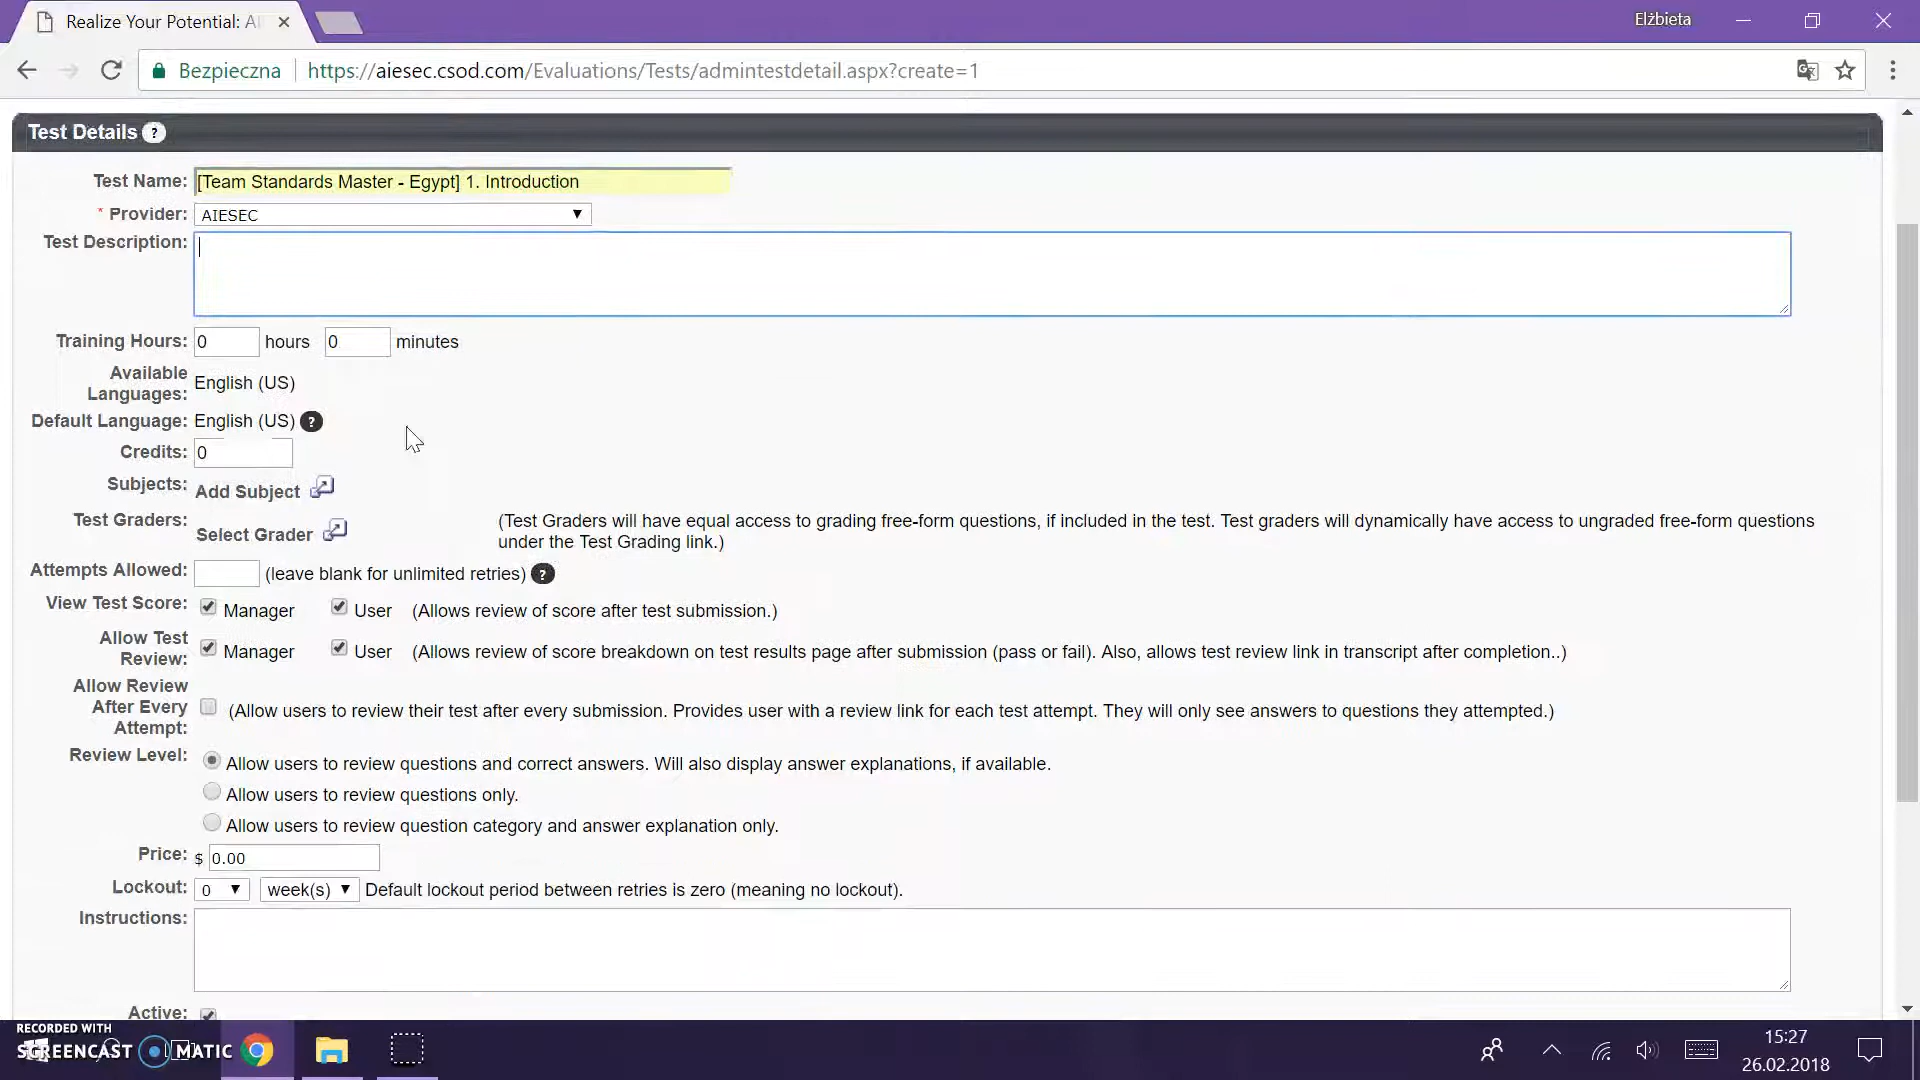 Realize Your Potential: AI
Elżbieta
Bezpieczna
https://aiesec.csod.com/Evaluations/Tests/admintestdetail.aspx?create=1
Test Details ?
Test Name: [Team Standards Master - Egypt] 1. Introduction
* Provider: AIESEC
Test Description:
Training Hours: 0 hours 0 minutes
Available
Languages: English (US)
Default Language: English (US) ?
Credits: 0
Subjects: Add Subject
Test Graders: Select Grader
(Test Graders will have equal access to grading free-form questions, if included in the test. Test graders will dynamically have access to ungraded free-form questions
under the Test Grading link.)
Attempts Allowed: (leave blank for unlimited retries) ?
View Test Score: Manager User (Allows review of score after test submission.)
Allow Test
Review: Manager User (Allows review of score breakdown on test results page after submission (pass or fail). Also, allows test review link in transcript after completion..)
Allow Review
After Every
Attempt: (Allow users to review their test after every submission. Provides user with a review link for each test attempt. They will only see answers to questions they attempted.)
Review Level: Allow users to review questions and correct answers. Will also display answer explanations, if available.
Allow users to review questions only.
Allow users to review question category and answer explanation only.
Price: $ 0.00
Lockout: 0 week(s) Default lockout period between retries is zero (meaning no lockout).
Instructions:
Active:
RECORDED WITH
SCREENCAST MATIC
15:27
26.02.2018